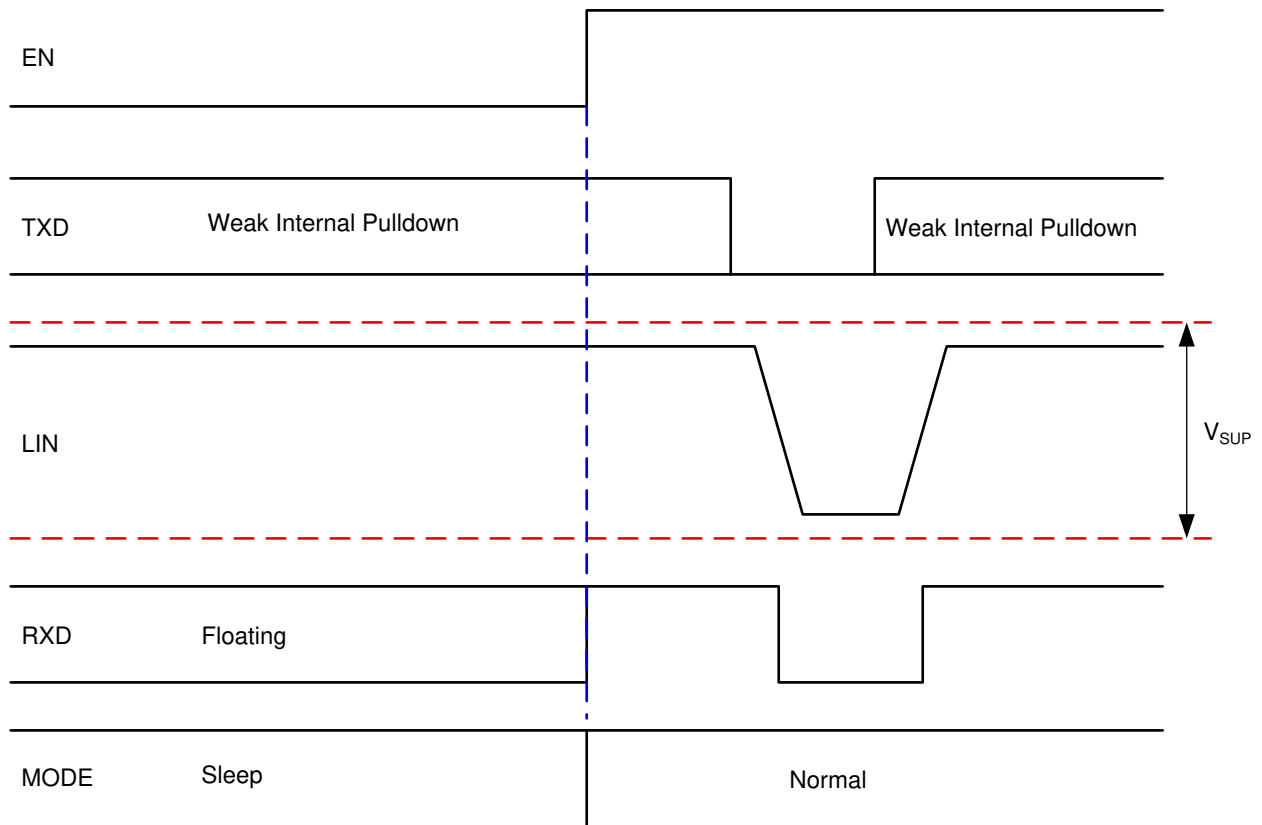 EN
TXD
Weak Internal Pulldown
Weak Internal Pulldown
LIN
VSUP
RXD
Floating
MODE
Sleep
Normal